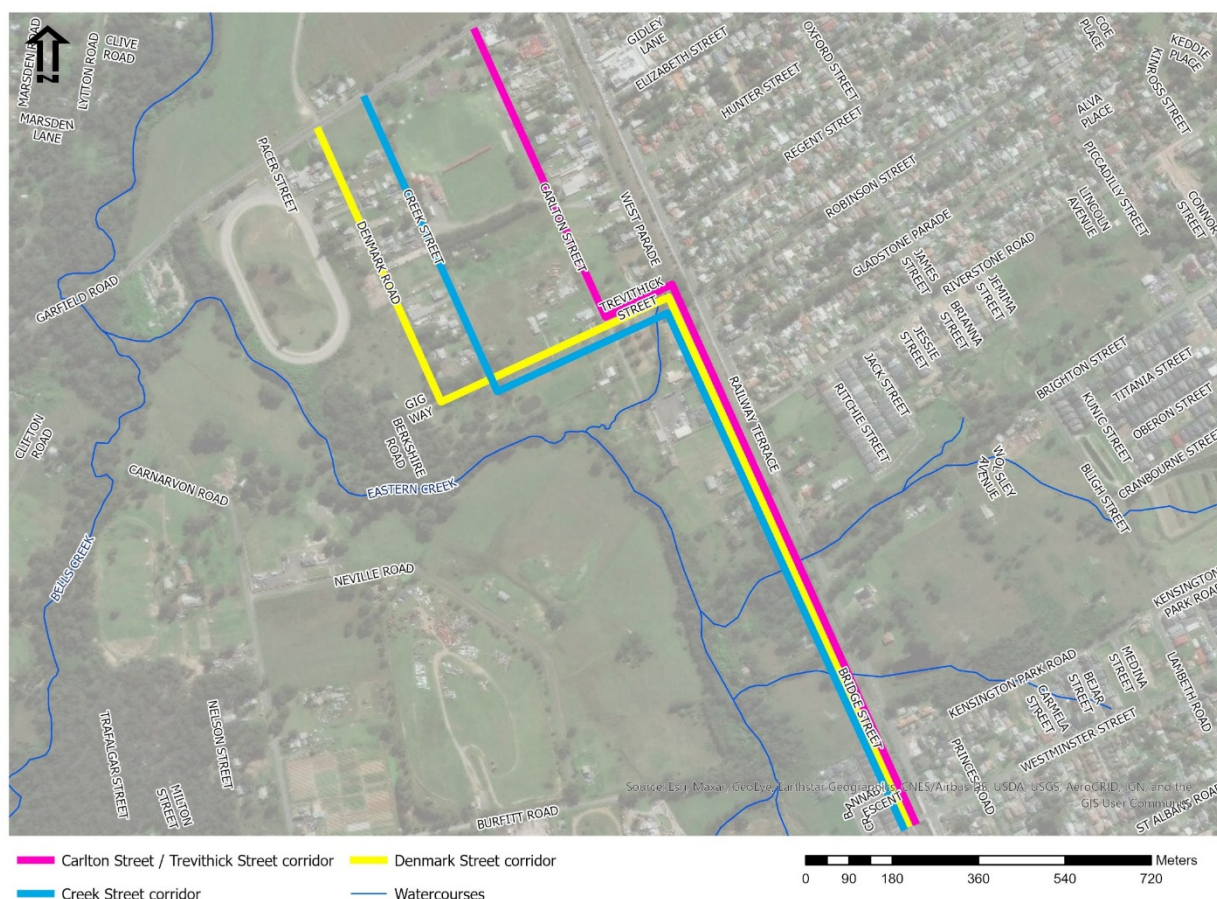 MARSDEN ROAD
LYTTON ROAD
CLIVE
ROAD
MARSDEN
LANE
N
GIDLEY
LANE
ELIZABETH STREET
OXFORD STREET
COE
PLACE
KEDDIE
PLACE
KINROSS STREET
HUNTER STREET
ALVA
PLACE
REGENT STREET
PICCADILLY STREET
PACER STREET
CREEK STREET
CARLTON STREET
WEST PARADE
ROBINSON STREET
LINCOLN
AVENUE
CONNOR
STREET
DENMARK ROAD
GLADSTONE PARADE
JAMES
STREET
RIVERSTONE ROAD
JEMIMA
STREET
GARFIELD ROAD
TREVITHICK
STREET
BRIANNA
STREET
JESSIE
STREET
JACK STREET
RITCHIE STREET
RAILWAY TERRACE
BRIGHTON STREET
TITANIA STREET
OBERON STREET
KUNIC STREET
CRANBOURNE STREET
BLIGH STREET
WOLSLEY
AVENUE
GIG
WAY
BERKSHIRE
ROAD
CLIFTON
ROAD
CARNARVON ROAD
EASTERN CREEK
BELLS CREEK
NEVILLE ROAD
KENSINGTON
PARK ROAD
KENSINGTON PARK ROAD
MEDINA
STREET
BEJAR
STREET
CARMELA
STREET
LAMBETH ROAD
WESTMINSTER STREET
BRIDGE STREET
PRINCES ROAD
NELSON STREET
TRAFALGAR STREET
MILTON
STREET
BURFITT ROAD
CRESCENT
ST ALBANS ROAD
Source: Esri, Maxar, GeoEye, Earthstar Geographics, CNES/Airbus DS, USDA, USGS, AeroGRID, IGN, and the
GIS User Community
Carlton Street / Trevithick Street corridor
Denmark Street corridor
Creek Street corridor
Watercourses
0 90 180 360 540 720
Meters